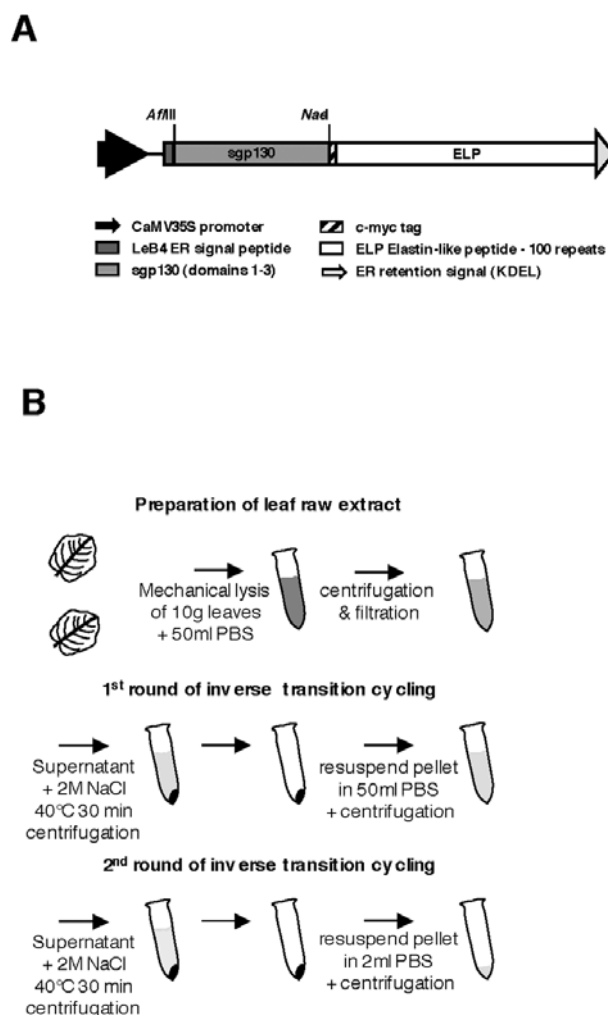 A
AflIII
NaeI
sgp130
ELP
CaMV35S promoter
c-myc tag
LeB4 ER signal peptide
ELP Elastin-like peptide - 100 repeats
sgp130 (domains 1-3)
ER retention signal (KDEL)
B
Preparation of leaf raw extract
Mechanical lysis
of 10g leaves
+ 50ml PBS
centrifugation
& filtration
1st round of inverse transition cycling
Supernatant
+ 2M NaCl
40°C 30 min
centrifugation
resuspend pellet
in 50ml PBS
+ centrifugation
2nd round of inverse transition cycling
Supernatant
+ 2M NaCl
40°C 30 min
centrifugation
resuspend pellet
in 2ml PBS
+ centrifugation